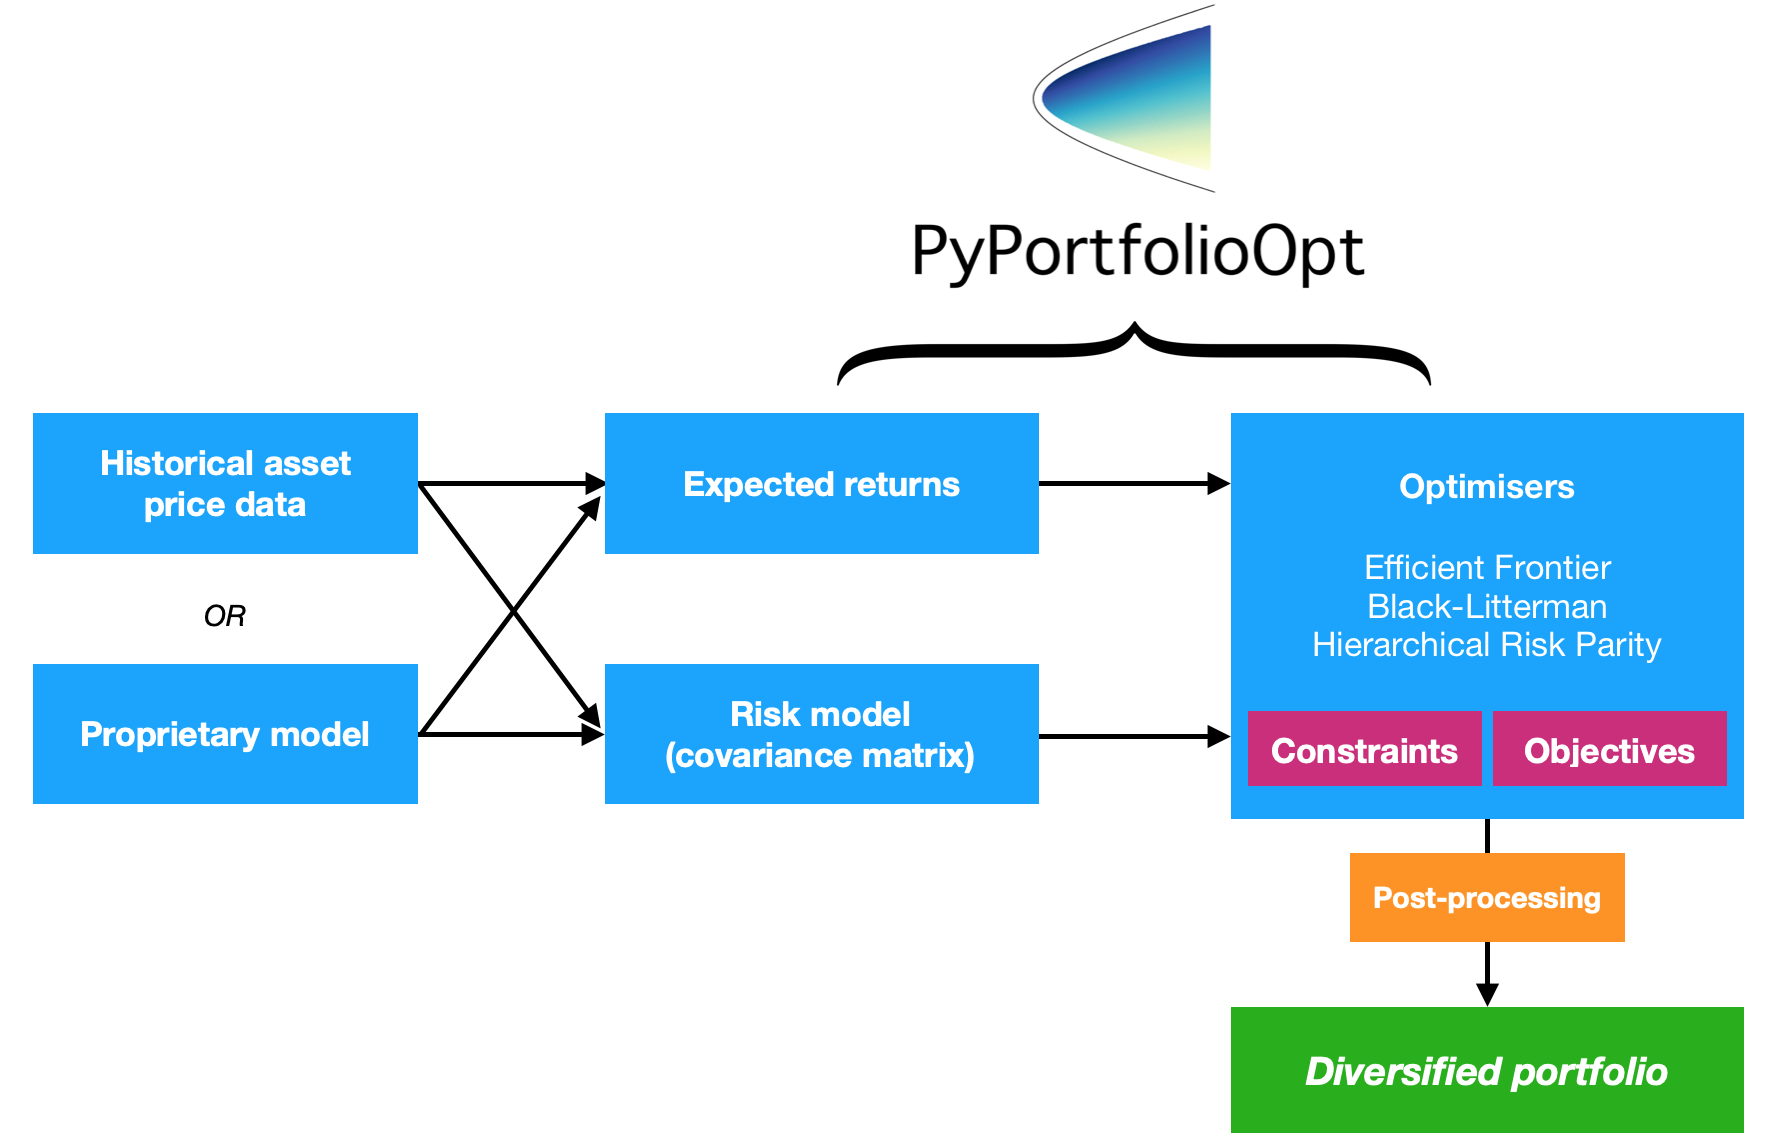 PyPortfolioOpt
Historical asset
price data
OR
Proprietary model
Expected returns
Risk model
(covariance matrix)
Optimisers
Efficient Frontier
Black-Litterman
Hierarchical Risk Parity
Constraints
Objectives
Post-processing
Diversified portfolio